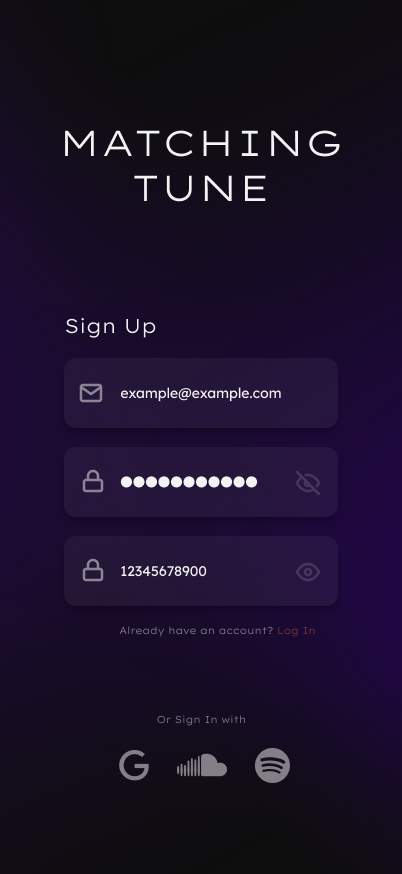 MATCHING
TUNE
Sign Up
example@example.com
●●●●●●●●●●●
12345678900
Already have an account? Log In
Or Sign In with